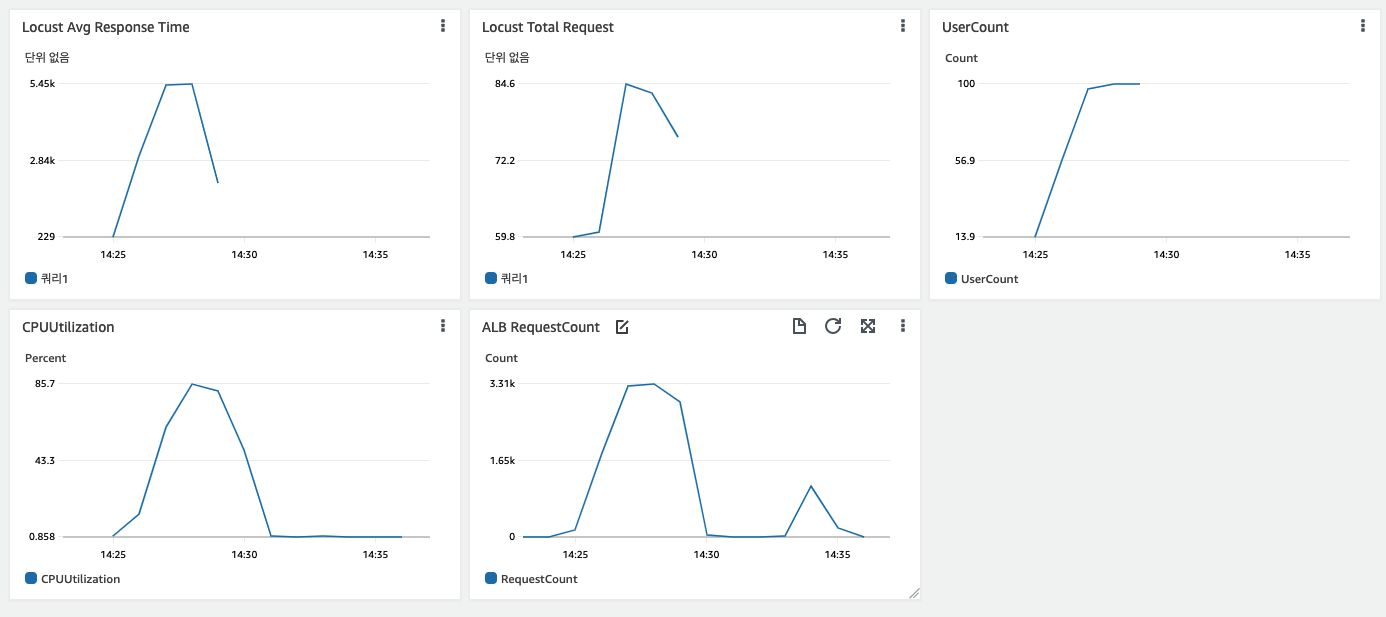 Locust Avg Response Time
단위 없음
5.45k
2.84k
229
14:25 14:30 14:35
쿼리1
Locust Total Request
단위 없음
84.6
72.2
59.8
14:25 14:30 14:35
쿼리1
UserCount
Count
100
56.9
13.9
14:25 14:30 14:35
UserCount
CPUUtilization
Percent
85.7
43.3
0.858
14:25 14:30 14:35
CPUUtilization
ALB RequestCount
Count
3.31k
1.65k
0
14:25 14:30 14:35
RequestCount